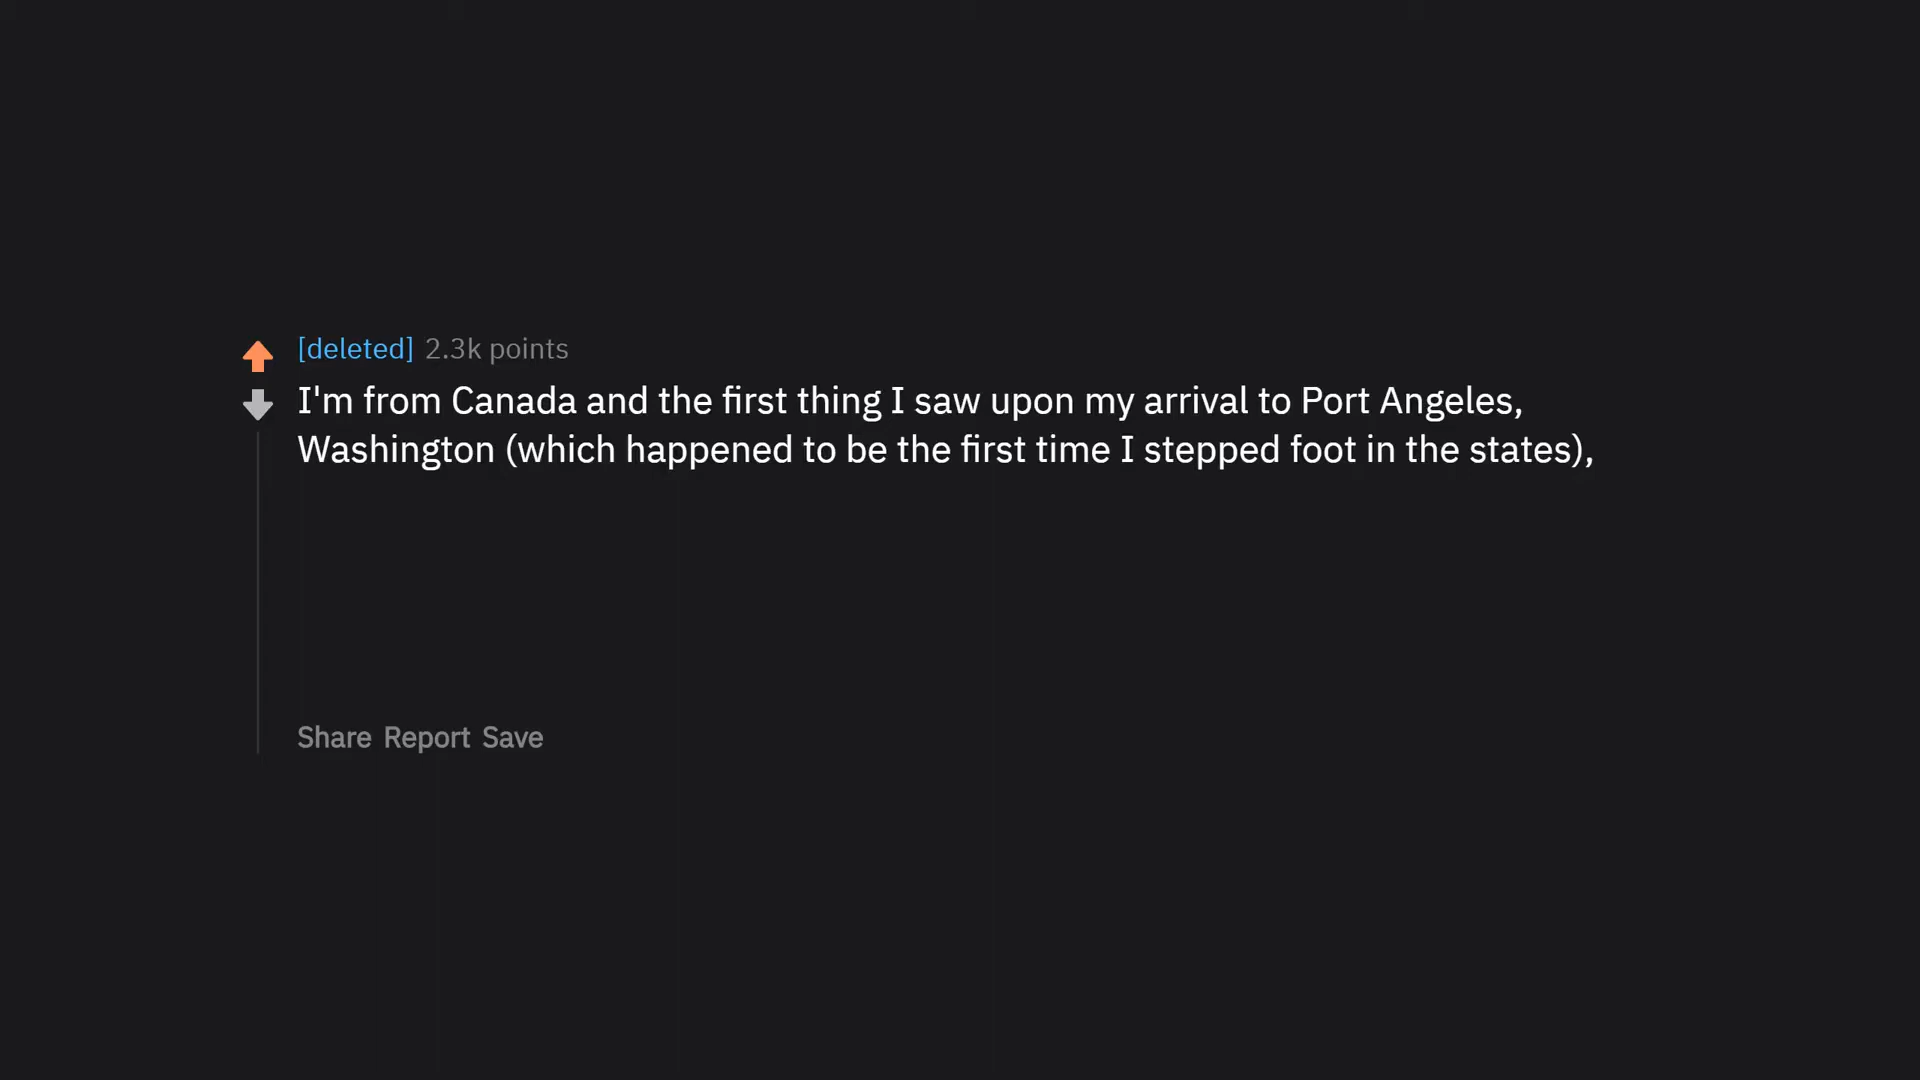 [deleted] 2.3k points
I'm from Canada and the first thing I saw upon my arrival to Port Angeles,
Washington (which happened to be the first time I stepped foot in the states),
Share Report Save